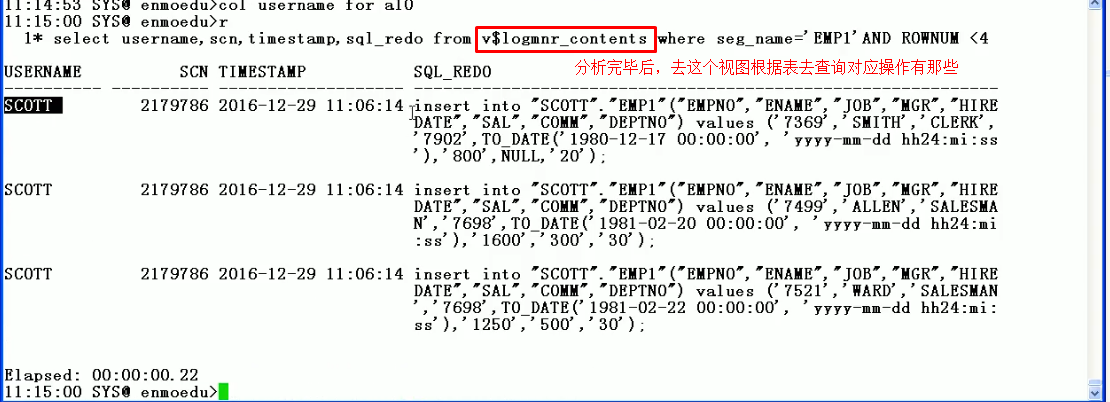 11:14:53 SYS@ enmoedu>col username for a10
11:15:00 SYS@ enmoedu>r
1* select username,scn,timestamp,sql_redo from v$logmnr_contents where seg_name='EMP1'AND ROWNUM <4
分析完毕后，去这个视图根据表去查询对应操作有那些
USERNAME SCN TIMESTAMP SQL_REDO
---------- ---------- ------------------- ------------------------------------------------------------
SCOTT 2179786 2016-12-29 11:06:14 insert into "SCOTT"."EMP1"("EMPNO","ENAME","JOB","MGR","HIRE
DATE","SAL","COMM","DEPTNO") values ('7369','SMITH','CLERK',
'7902',TO_DATE('1980-12-17 00:00:00', 'yyyy-mm-dd hh24:mi:ss
'),'800',NULL,'20');
SCOTT 2179786 2016-12-29 11:06:14 insert into "SCOTT"."EMP1"("EMPNO","ENAME","JOB","MGR","HIRE
DATE","SAL","COMM","DEPTNO") values ('7499','ALLEN','SALESMA
N','7698',TO_DATE('1981-02-20 00:00:00', 'yyyy-mm-dd hh24:mi
:ss'),'1600','300','30');
SCOTT 2179786 2016-12-29 11:06:14 insert into "SCOTT"."EMP1"("EMPNO","ENAME","JOB","MGR","HIRE
DATE","SAL","COMM","DEPTNO") values ('7521','WARD','SALESMAN
','7698',TO_DATE('1981-02-22 00:00:00', 'yyyy-mm-dd hh24:mi:
ss'),'1250','500','30');
Elapsed: 00:00:00.22
11:15:00 SYS@ enmoedu>